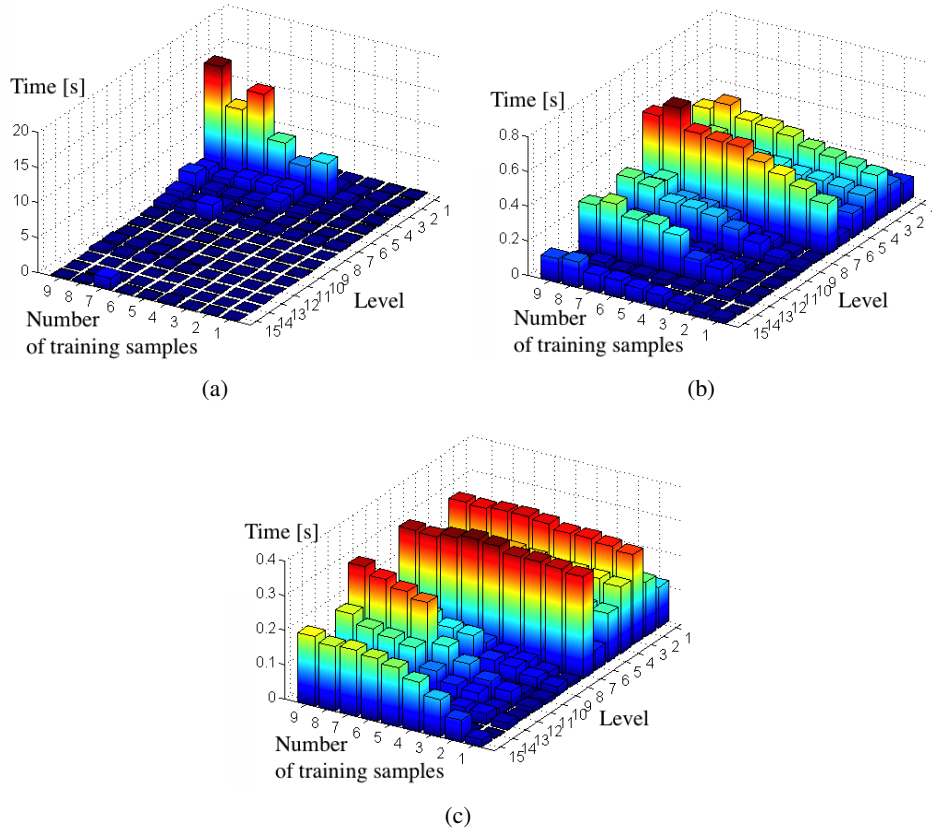 Time [s]
20
15
10
5
0
9 8 7 6 5 4 3 2 1
15 14 13 12 11 10 9 8 7 6 5 4 3 2 1
Level
Number
of training samples
(a)
Time [s]
0.8
0.6
0.4
0.2
0
9 8 7 6 5 4 3 2 1
15 14 13 12 11 10 9 8 7 6 5 4 3 2 1
Level
Number
of training samples
(b)
Time [s]
0.4
0.3
0.2
0.1
0
9 8 7 6 5 4 3 2 1
15 14 13 12 11 10 9 8 7 6 5 4 3 2 1
Level
Number
of training samples
(c)